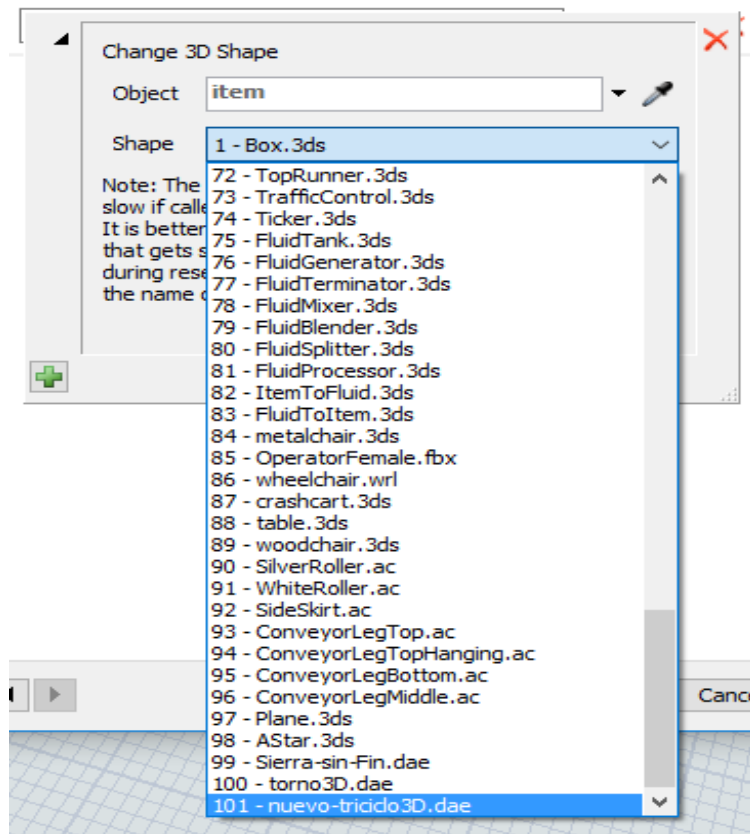 Change 3D Shape
Object item
Shape 1 - Box.3ds
Note: The
slow if calle
It is better
that gets s
during rese
the name o
72 - TopRunner.3ds
73 - TrafficControl.3ds
74 - Ticker.3ds
75 - FluidTank.3ds
76 - FluidGenerator.3ds
77 - FluidTerminator.3ds
78 - FluidMixer.3ds
79 - FluidBlender.3ds
80 - FluidSplitter.3ds
81 - FluidProcessor.3ds
82 - ItemToFluid.3ds
83 - FluidToItem.3ds
84 - metalchair.3ds
85 - OperatorFemale.fbx
86 - wheelchair.wrl
87 - crashcart.3ds
88 - table.3ds
89 - woodchair.3ds
90 - SilverRoller.ac
91 - WhiteRoller.ac
92 - SideSkirt.ac
93 - ConveyorLegTop.ac
94 - ConveyorLegTopHanging.ac
95 - ConveyorLegBottom.ac
96 - ConveyorLegMiddle.ac
97 - Plane.3ds
98 - AStar.3ds
99 - Sierra-sin-Fin.dae
100 - torno3D.dae
101 - nuevo-triciclo3D.dae
Canc